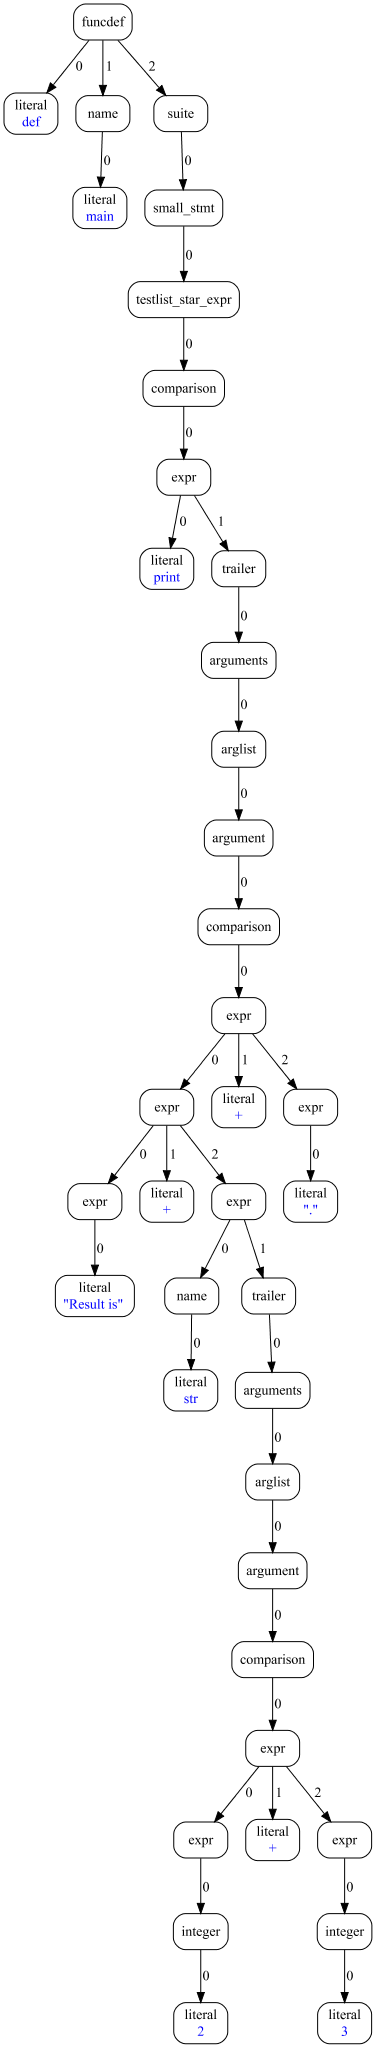 funcdef
0 1 2
literal
def
name
suite
0 0
literal
main
small_stmt
0
testlist_star_expr
0
comparison
0
expr
0 1
literal
print
trailer
0
arguments
0
arglist
0
argument
0
comparison
0
expr
0 1 2
expr
literal
+
expr
0 1 2 0
expr
literal
+
expr
literal
"."
0 0 1
literal
"Result is"
name
trailer
0 0
literal
str
arguments
0
arglist
0
argument
0
comparison
0
expr
0 1 2
expr
literal
+
expr
0 0
integer
integer
0 0
literal
2
literal
3